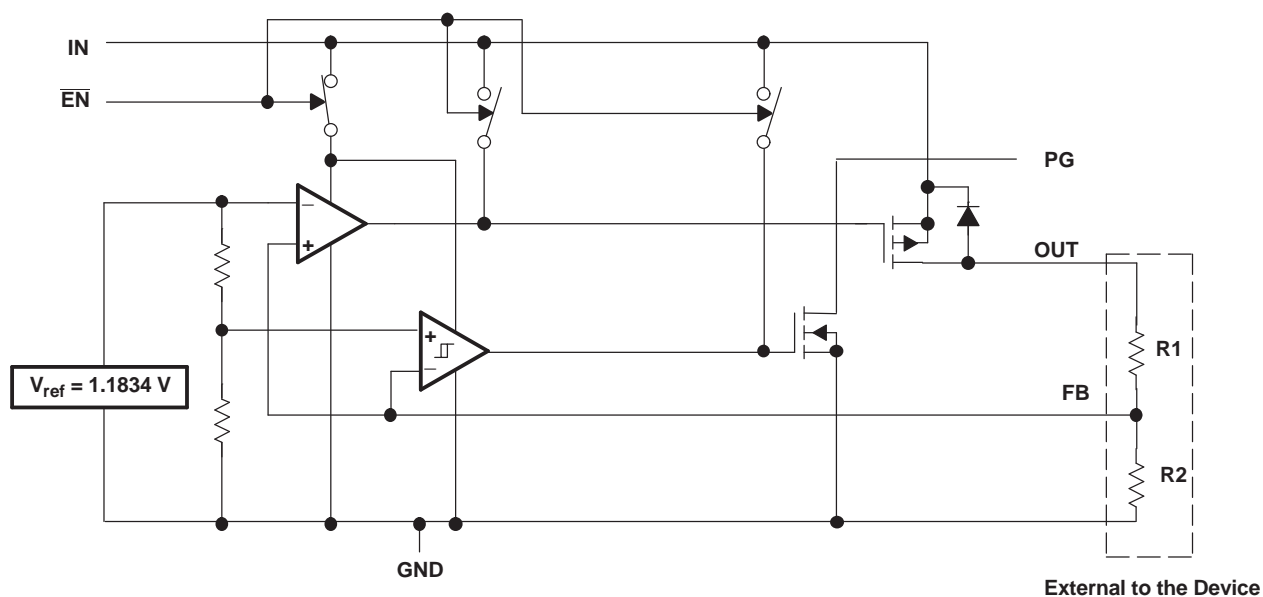 IN
EN
PG
OUT
R1
V_ref = 1.1834 V
FB
R2
GND
External to the Device
−
+
+
−